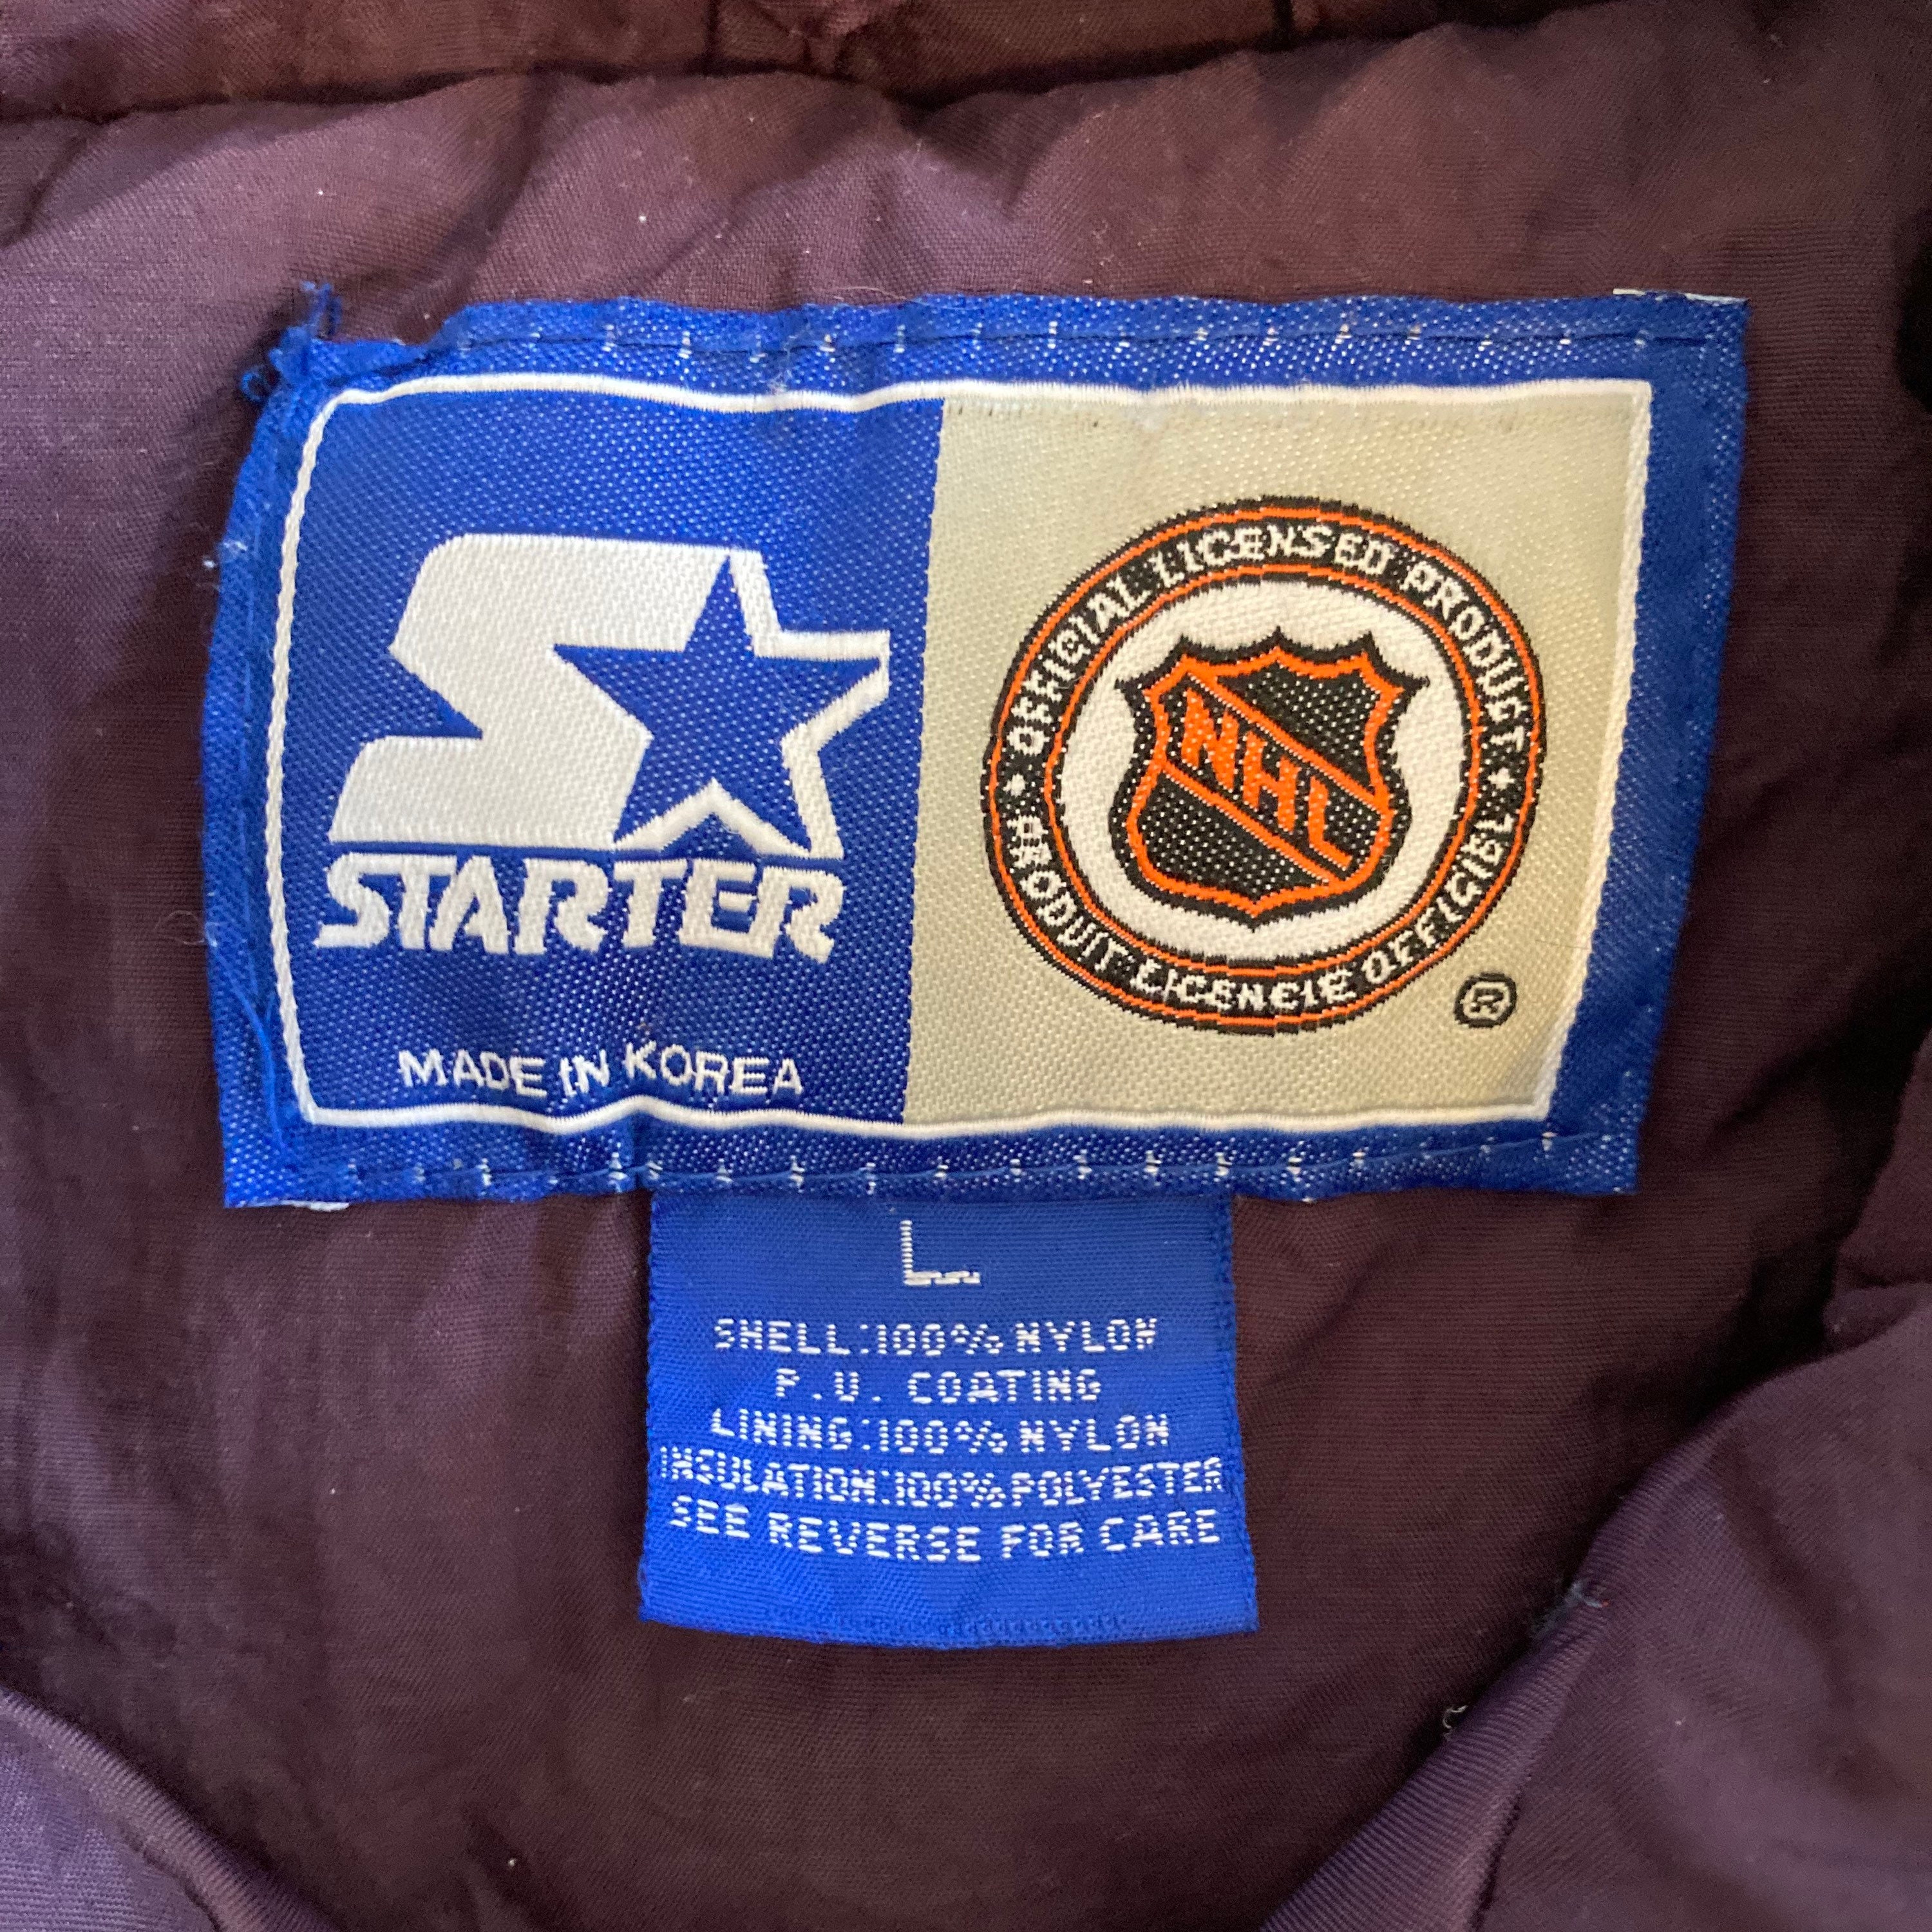 STARTER
MADE IN KOREA
OFFICIAL LICENSED PRODUCT
NHL
PRODUIT LICENCIE OFFICIEL
®
L
SHELL:100% NYLON
P.U. COATING
LINING:100% NYLON
INSULATION:100% POLYESTER
SEE REVERSE FOR CARE